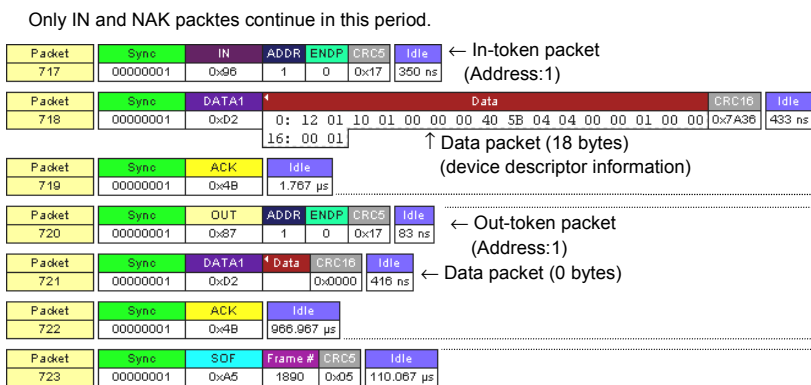 Only IN and NAK packtes continue in this period.
Packet Sync IN ADDR ENDP CRC5 Idle ← In-token packet
717 00000001 0x96 1 0 0x17 350 ns (Address:1)
Packet Sync DATA1 Data CRC16 Idle
718 00000001 0xD2 0: 12 01 10 01 00 00 00 40 5B 04 04 00 00 01 00 00 0x7A36 433 ns
16: 00 01 ↑ Data packet (18 bytes)
(device descriptor information)
Packet Sync ACK Idle
719 00000001 0x4B 1.767 µs
Packet Sync OUT ADDR ENDP CRC5 Idle ← Out-token packet
720 00000001 0x87 1 0 0x17 83 ns (Address:1)
Packet Sync DATA1 Data CRC16 Idle
721 00000001 0xD2 0x0000 416 ns ← Data packet (0 bytes)
Packet Sync ACK Idle
722 00000001 0x4B 966.967 µs
Packet Sync SOF Frame # CRC5 Idle
723 00000001 0xA5 1890 0x05 110.067 µs